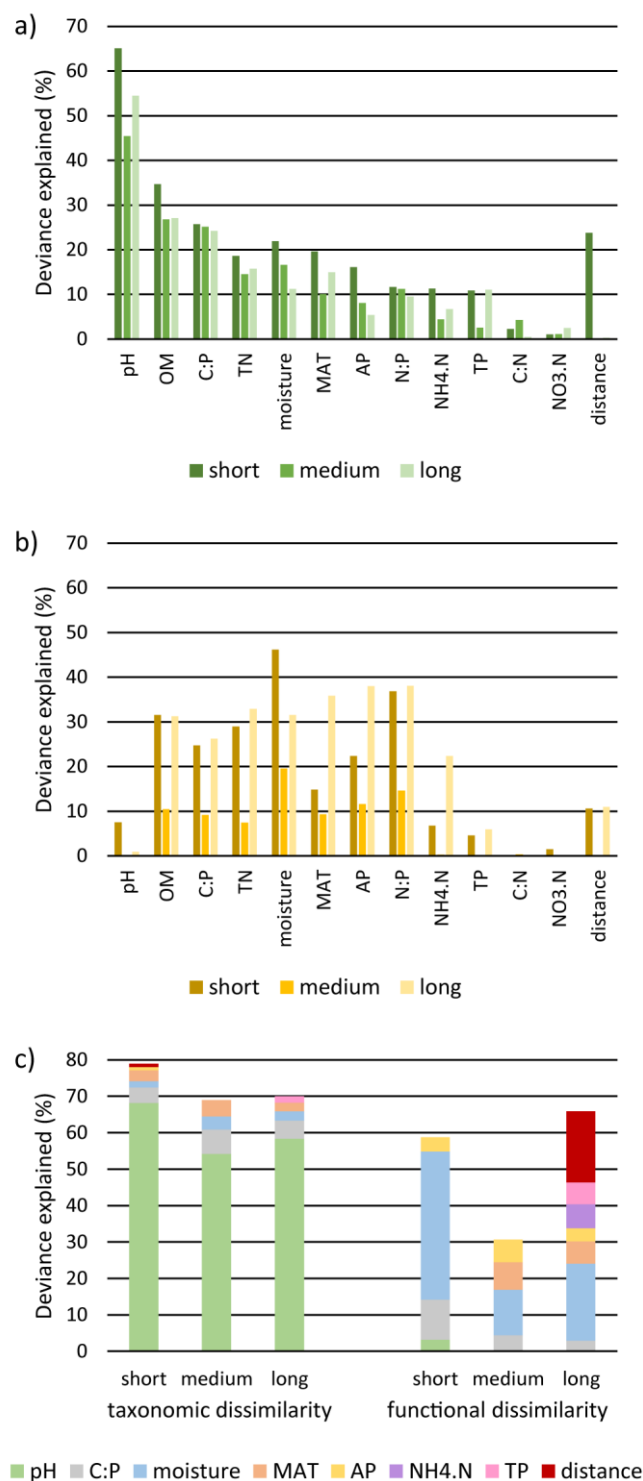 a)
Deviance explained (%)
70
60
50
40
30
20
10
0
pH
OM
C:P
TN
moisture
MAT
AP
N:P
NH4.N
TP
C:N
NO3.N
distance
short medium long
b)
Deviance explained (%)
70
60
50
40
30
20
10
0
pH
OM
C:P
TN
moisture
MAT
AP
N:P
NH4.N
TP
C:N
NO3.N
distance
short medium long
c)
Deviance explained (%)
80
70
60
50
40
30
20
10
0
short medium long short medium long
taxonomic dissimilarity functional dissimilarity
pH C:P moisture MAT AP NH4.N TP distance